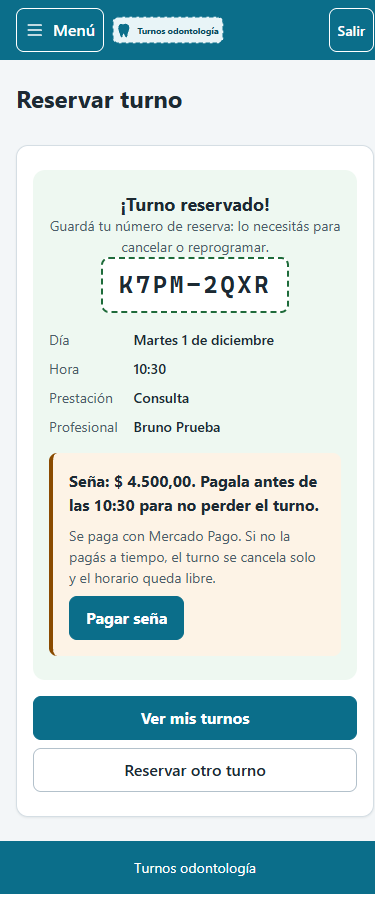 Menú
Turnos odontología
Salir
Reservar turno
¡Turno reservado!
Guardá tu número de reserva: lo necesitás para
cancelar o reprogramar.
K7PM-2QXR
Día Martes 1 de diciembre
Hora 10:30
Prestación Consulta
Profesional Bruno Prueba
Seña: $ 4.500,00. Pagala antes de
las 10:30 para no perder el turno.
Se paga con Mercado Pago. Si no la
pagás a tiempo, el turno se cancela solo
y el horario queda libre.
Pagar seña
Ver mis turnos
Reservar otro turno
Turnos odontología